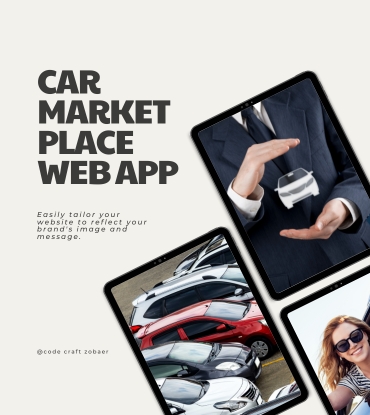 CAR
MARKET
PLACE
WEB APP
Easily tailor your
website to reflect your
brand's image and
message.
@code craft zobaer